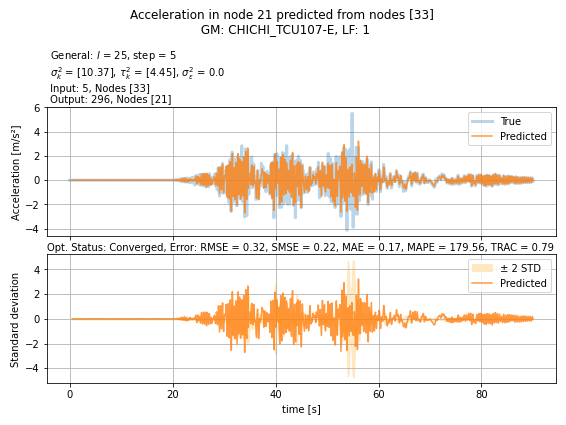 Acceleration in node 21 predicted from nodes [33]
GM: CHICHI_TCU107-E, LF: 1
General: l = 25, step = 5
σ²ₖ = [10.37], τ²ₖ = [4.45], σ²ε = 0.0
Input: 5, Nodes [33]
Output: 296, Nodes [21]
6
4
2
0
−2
−4
Acceleration [m/s²]
True
Predicted
Opt. Status: Converged, Error: RMSE = 0.32, SMSE = 0.22, MAE = 0.17, MAPE = 179.56, TRAC = 0.79
4
2
0
−2
−4
Standard deviation
± 2 STD
Predicted
0 20 40 60 80
time [s]